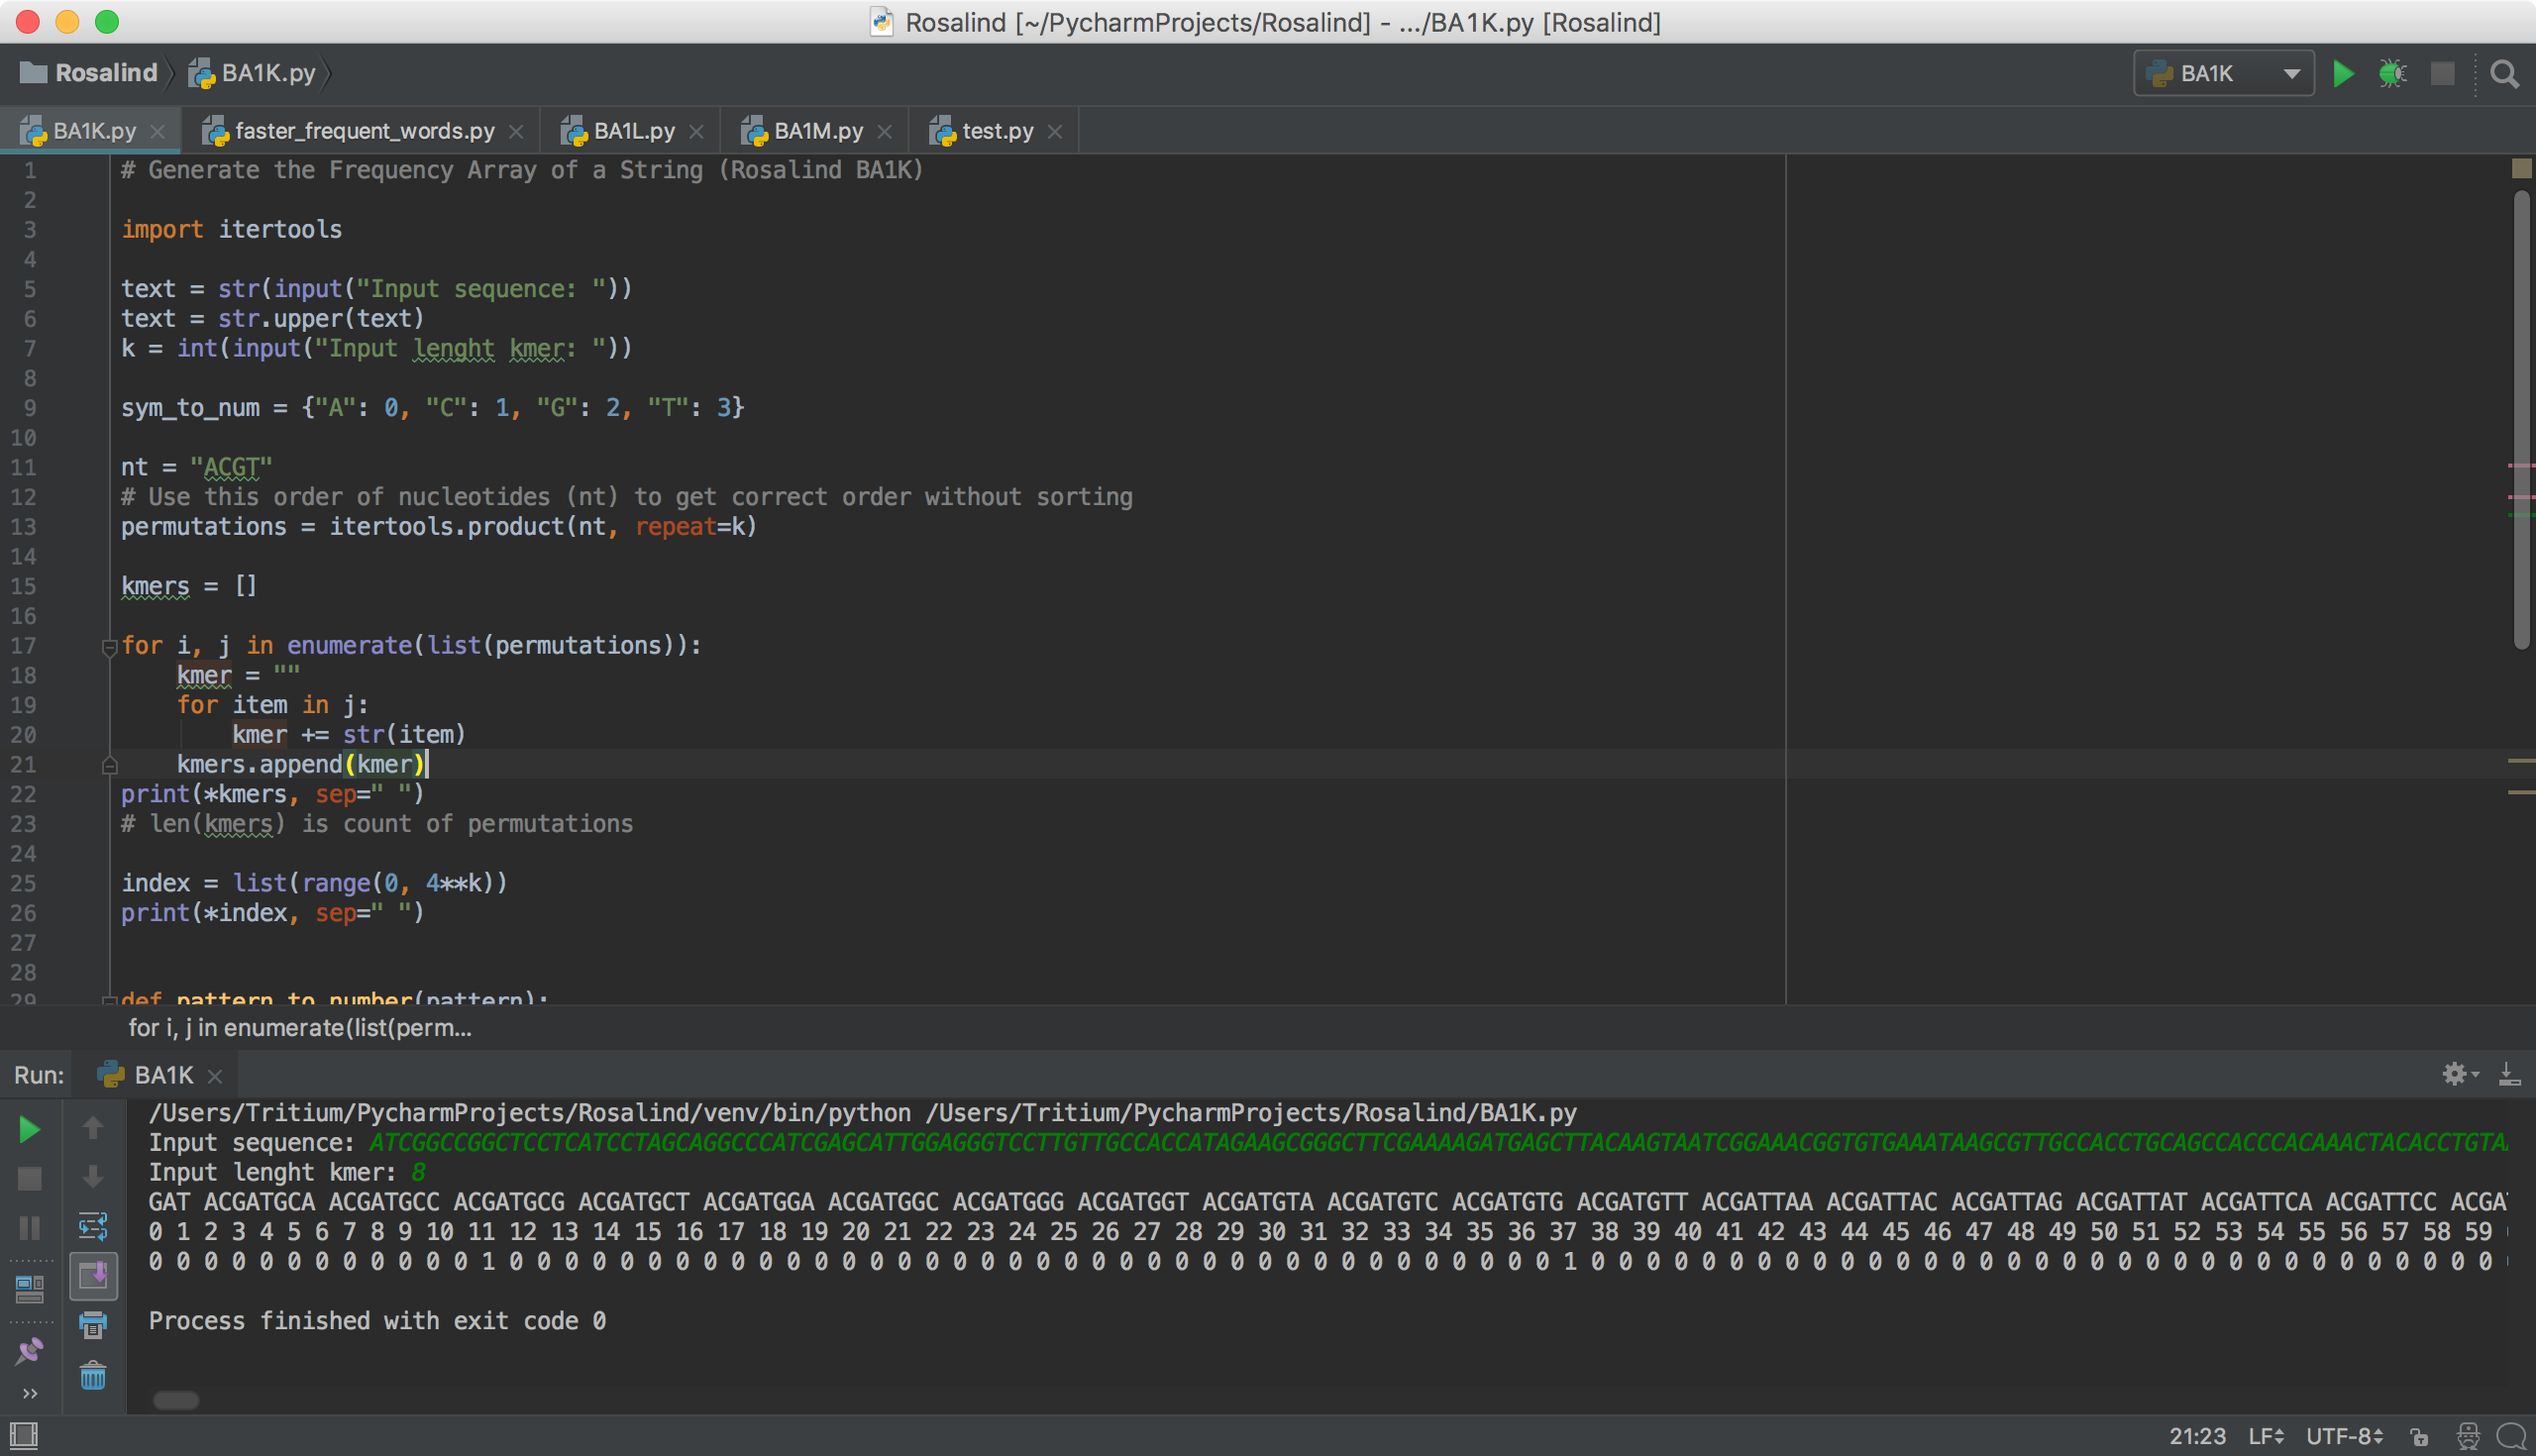 Rosalind [~/PycharmProjects/Rosalind] - .../BA1K.py [Rosalind]
Rosalind BA1K.py BA1K
BA1K.py faster_frequent_words.py BA1L.py BA1M.py test.py
1 # Generate the Frequency Array of a String (Rosalind BA1K)
2
3 import itertools
4
5 text = str(input("Input sequence: "))
6 text = str.upper(text)
7 k = int(input("Input lenght kmer: "))
8
9 sym_to_num = {"A": 0, "C": 1, "G": 2, "T": 3}
10
11 nt = "ACGT"
12 # Use this order of nucleotides (nt) to get correct order without sorting
13 permutations = itertools.product(nt, repeat=k)
14
15 kmers = []
16
17 for i, j in enumerate(list(permutations)):
18     kmer = ""
19     for item in j:
20         kmer += str(item)
21     kmers.append(kmer)
22 print(*kmers, sep=" ")
23 # len(kmers) is count of permutations
24
25 index = list(range(0, 4**k))
26 print(*index, sep=" ")
27
28
29 def pattern_to_number(pattern):
for i, j in enumerate(list(perm...
Run: BA1K
/Users/Tritium/PycharmProjects/Rosalind/venv/bin/python /Users/Tritium/PycharmProjects/Rosalind/BA1K.py
Input sequence: ATCGGCCGGCTCCTCATCCTAGCAGGCCCATCGAGCATTGGAGGGTCCTTGTTGCCACCATAGAAGCGGGCTTCGAAAAGATGAGCTTACAAGTAATCGGAAACGGTGTGAAATAAGCGTTGCCACCTGCAGCCACCCACAAACTACACCTGTA
Input lenght kmer: 8
GAT ACGATGCA ACGATGCC ACGATGCG ACGATGCT ACGATGGA ACGATGGC ACGATGGG ACGATGGT ACGATGTA ACGATGTC ACGATGTG ACGATGTT ACGATTAA ACGATTAC ACGATTAG ACGATTAT ACGATTCA ACGATTCC ACGA
0 1 2 3 4 5 6 7 8 9 10 11 12 13 14 15 16 17 18 19 20 21 22 23 24 25 26 27 28 29 30 31 32 33 34 35 36 37 38 39 40 41 42 43 44 45 46 47 48 49 50 51 52 53 54 55 56 57 58 59
0 0 0 0 0 0 0 0 0 0 0 0 1 0 0 0 0 0 0 0 0 0 0 0 0 0 0 0 0 0 0 0 0 0 0 0 0 0 0 0 0 0 0 0 0 0 0 0 0 0 0 1 0 0 0 0 0 0 0 0 0 0 0 0 0 0 0 0 0 0 0 0 0 0 0 0 0 0 0 0 0 0 0 0 0
Process finished with exit code 0
21:23 LF UTF-8